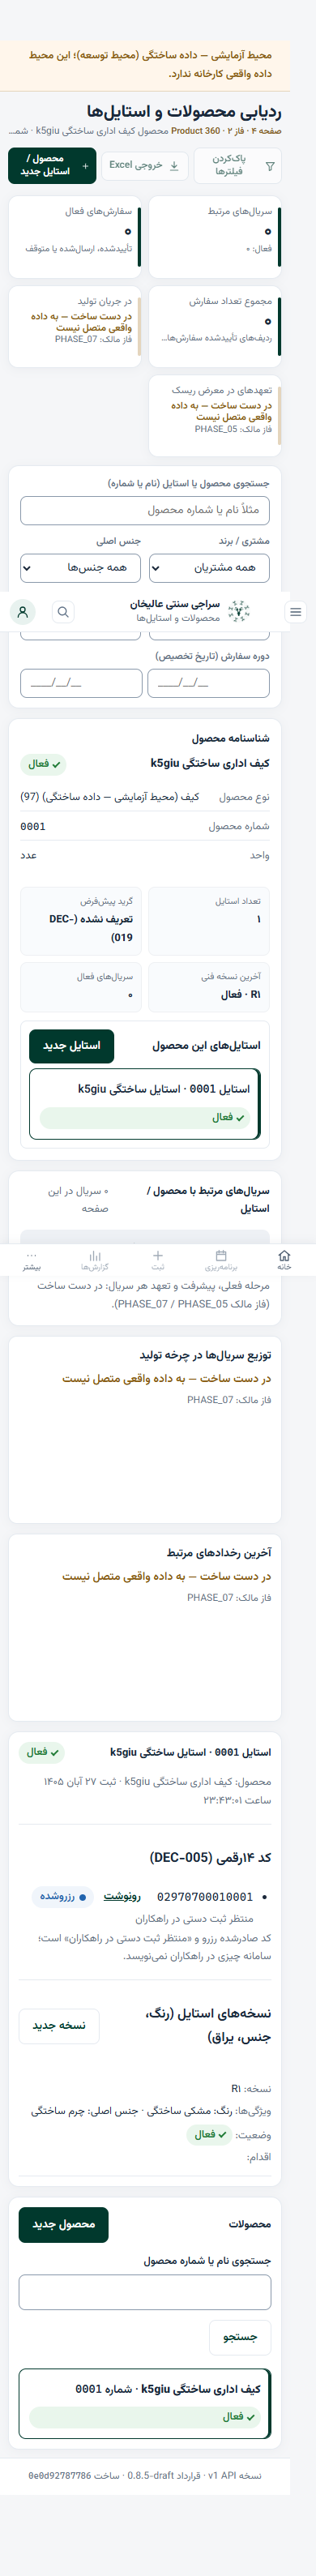 محیط آزمایشی — داده ساختگی (محیط توسعه)؛ این محیط
داده واقعی کارخانه ندارد.
ردیابی محصولات و استایل‌ها
صفحه ۴ · فاز ۲ · Product 360 محصول کیف اداری ساختگی k5giu · شمـ…
پاک‌کردن فیلترها
خروجی Excel
محصول / استایل جدید
سریال‌های مرتبط
۰
فعال: ۰
سفارش‌های فعال
۰
تأییدشده، ارسال‌شده یا متوقف
مجموع تعداد سفارش
۰
ردیف‌های تأییدشده سفارش‌ها…
در جریان تولید
در دست ساخت — به داده واقعی متصل نیست
فاز مالک: PHASE_07
تعهدهای در معرض ریسک
در دست ساخت — به داده واقعی متصل نیست
فاز مالک: PHASE_05
جستجوی محصول یا استایل (نام یا شماره)
مثلاً نام یا شماره محصول
مشتری / برند
جنس اصلی
همه مشتریان
همه جنس‌ها
سراجی سنتی عالیخان
محصولات و استایل‌ها
دوره سفارش (تاریخ تخصیص)
__/__/____
__/__/____
شناسنامه محصول
کیف اداری ساختگی k5giu
فعال
نوع محصول
کیف (محیط آزمایشی — داده ساختگی) (97)
شماره محصول
0001
واحد
عدد
تعداد استایل
۱
گرید پیش‌فرض
تعریف نشده (DEC-019)
آخرین نسخه فنی
R۱ · فعال
سریال‌های فعال
۰
استایل‌های این محصول
استایل جدید
استایل 0001 · استایل ساختگی k5giu
فعال
سریال‌های مرتبط با محصول / استایل
۰ سریال در این صفحه
خانه
برنامه‌ریزی
ثبت
گزارش‌ها
بیشتر
مرحله فعلی، پیشرفت و تعهد هر سریال: در دست ساخت
(فاز مالک PHASE_07 / PHASE_05).
توزیع سریال‌ها در چرخه تولید
در دست ساخت — به داده واقعی متصل نیست
فاز مالک: PHASE_07
آخرین رخدادهای مرتبط
در دست ساخت — به داده واقعی متصل نیست
فاز مالک: PHASE_07
استایل 0001 · استایل ساختگی k5giu
فعال
محصول: کیف اداری ساختگی k5giu · ثبت ۲۷ آبان ۱۴۰۵
ساعت ۲۳:۴۳:۰۱
کد ۱۴رقمی (DEC-005)
02970700010001
رونوشت
رزروشده
منتظر ثبت دستی در راهکاران
کد صادرشده رزرو و «منتظر ثبت دستی در راهکاران» است؛
سامانه چیزی در راهکاران نمی‌نویسد.
نسخه‌های استایل (رنگ، جنس، یراق)
نسخه جدید
نسخه: R۱
ویژگی‌ها: رنگ: مشکی ساختگی · جنس اصلی: چرم ساختگی
وضعیت: فعال
اقدام:
محصولات
محصول جدید
جستجوی نام یا شماره محصول
جستجو
کیف اداری ساختگی k5giu · شماره 0001
فعال
نسخه API ‏v1 · قرارداد 0.8.5-draft · ساخت 0e0d92787786